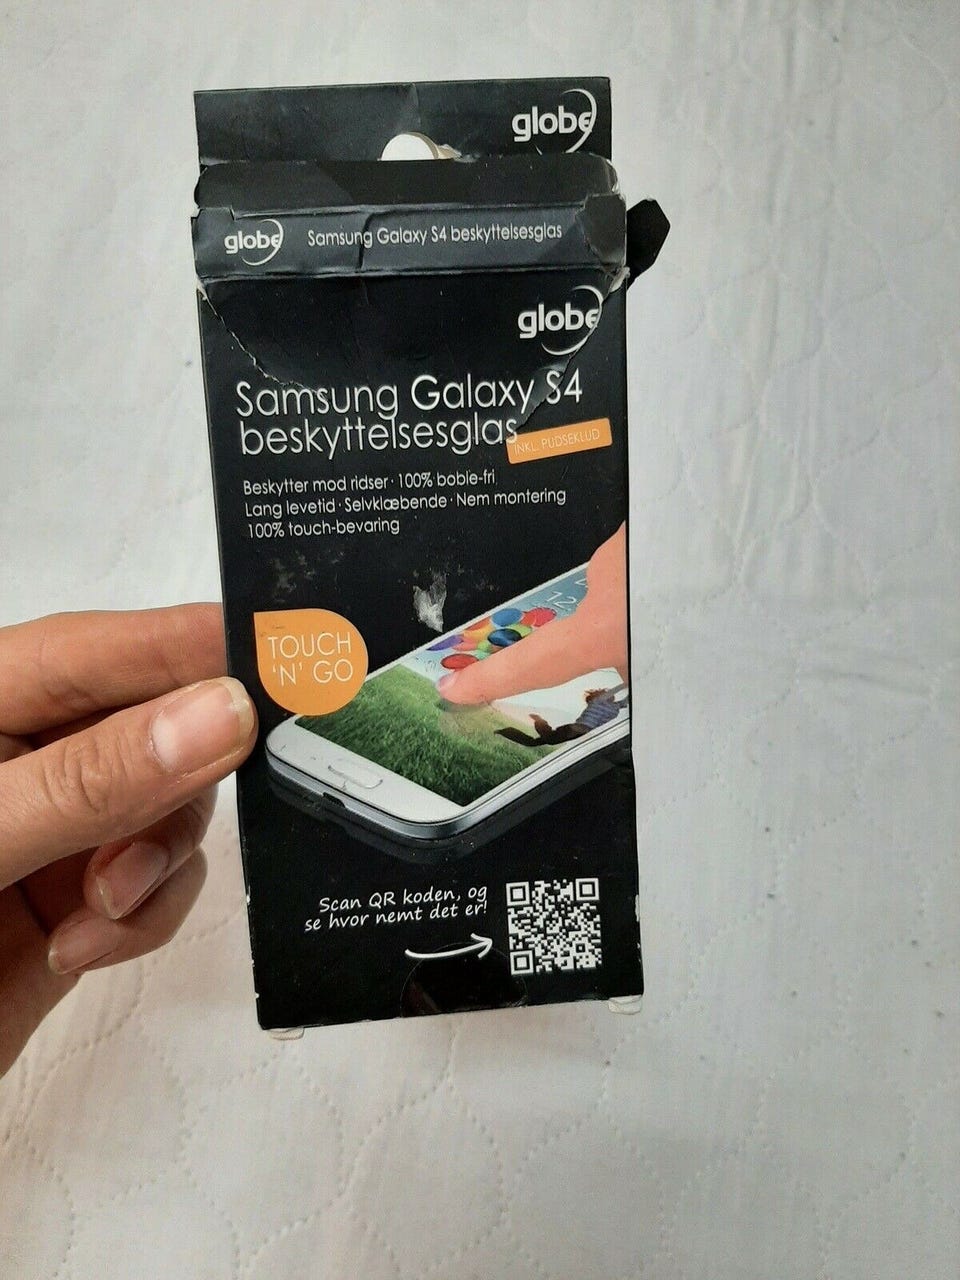 globe
globe
Samsung Galaxy S4 beskyttelsesglas
globe
Samsung Galaxy S4
beskyttelsesglas
INKL. PUDSEKLUD
Beskytter mod ridser · 100% boble-fri
Lang levetid · Selvklæbende · Nem montering
100% touch-bevaring
12
TOUCH
'N' GO
Scan QR koden, og
se hvor nemt det er!